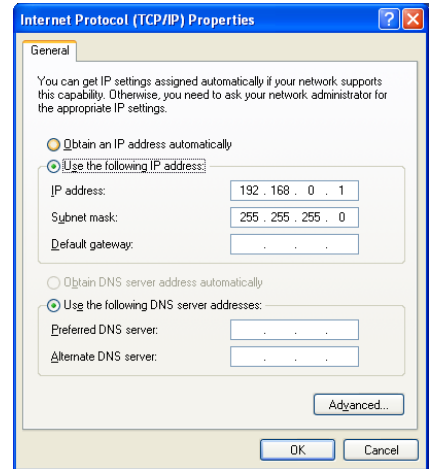 Internet Protocol (TCP/IP) Properties
General
You can get IP settings assigned automatically if your network supports
this capability. Otherwise, you need to ask your network administrator for
the appropriate IP settings.
Obtain an IP address automatically
Use the following IP address:
IP address: 192 . 168 . 0 . 1
Subnet mask: 255 . 255 . 255 . 0
Default gateway: . . .
Obtain DNS server address automatically
Use the following DNS server addresses:
Preferred DNS server: . . .
Alternate DNS server: . . .
Advanced...
OK Cancel